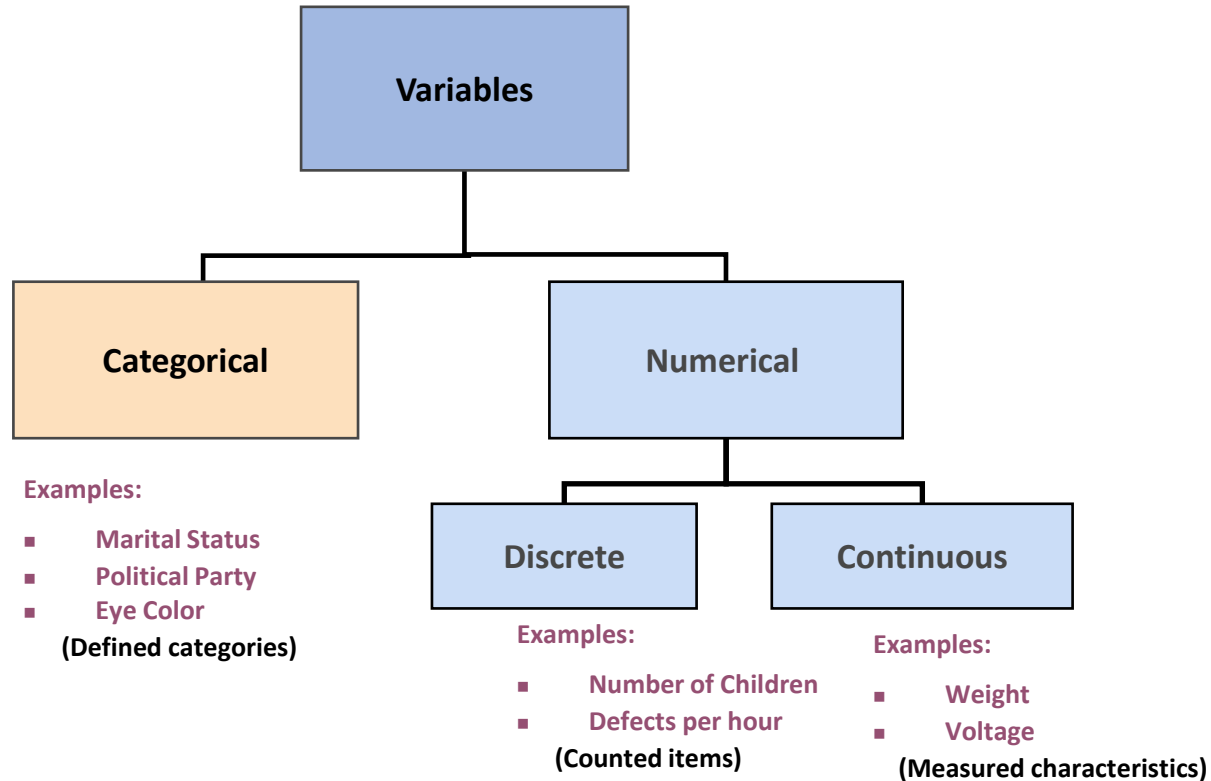 Variables
Categorical
Numerical
Examples:
■ Marital Status
■ Political Party
■ Eye Color
(Defined categories)
Discrete
Continuous
Examples:
■ Number of Children
■ Defects per hour
(Counted items)
Examples:
■ Weight
■ Voltage
(Measured characteristics)